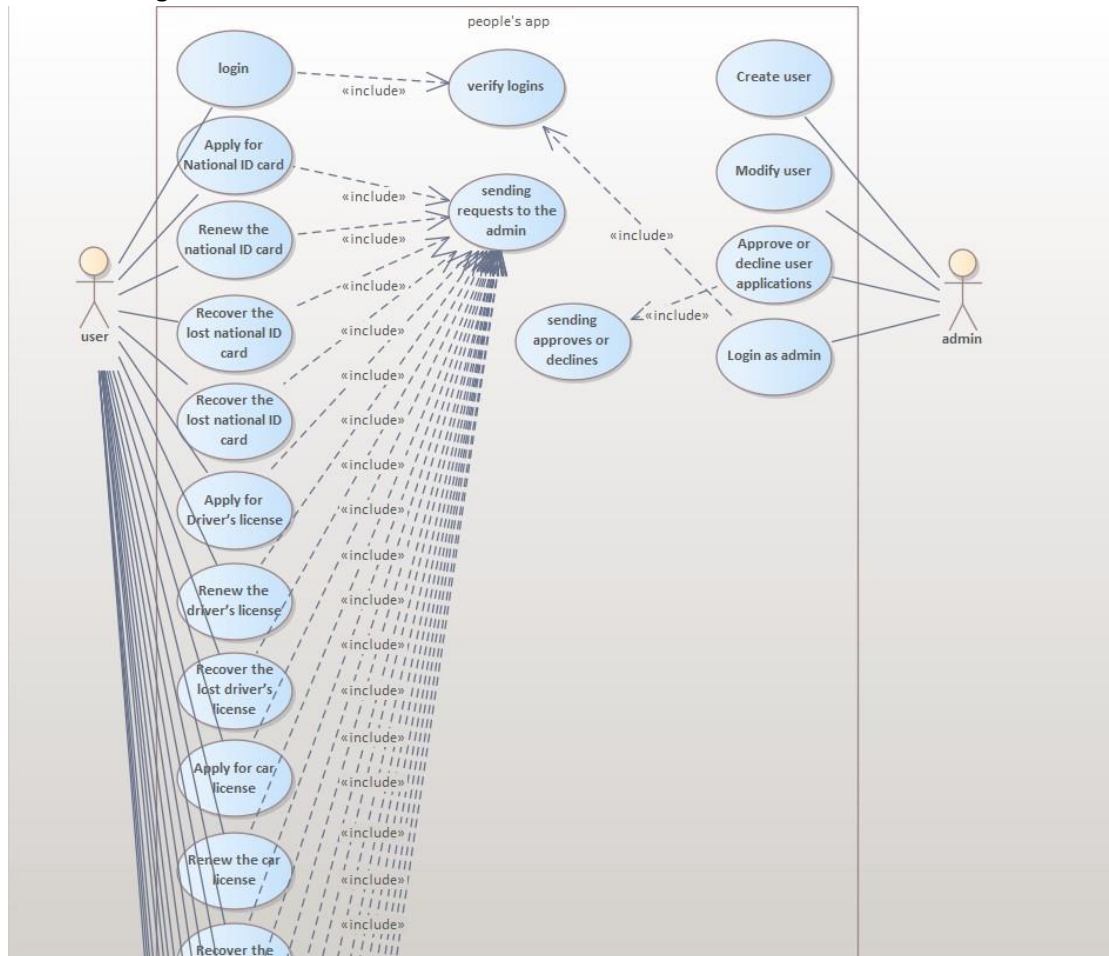 people's app
login
«include»
verify logins
Create user
Apply for
National ID card
«include»
sending
requests to the
admin
Modify user
Renew the
national ID card
«include»
«include»
Approve or
decline user
applications
user
admin
Recover the
lost national ID
card
«include»
sending
approves or
declines
«include»
Login as admin
«include»
Recover the
lost national ID
card
«include»
«include»
Apply for
Driver's license
«include»
«include»
Renew the
driver's license
«include»
«include»
Recover the
lost driver's
license
«include»
«include»
Apply for car
license
«include»
Renew the car
license
«include»
«include»
Recover the
«include»